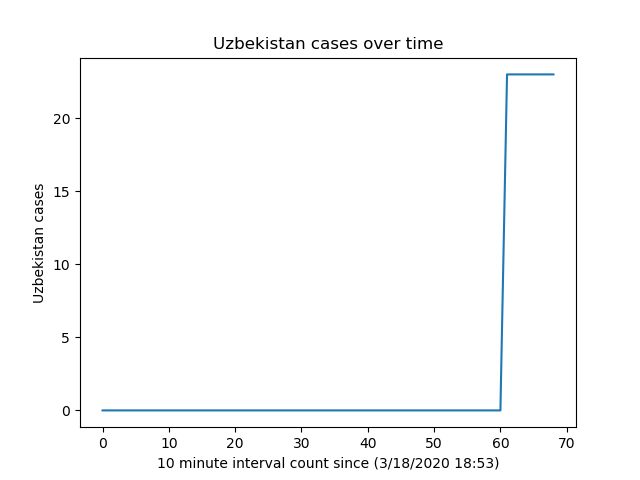 Uzbekistan cases over time
Uzbekistan cases
20
15
10
5
0
0 10 20 30 40 50 60 70
10 minute interval count since (3/18/2020 18:53)